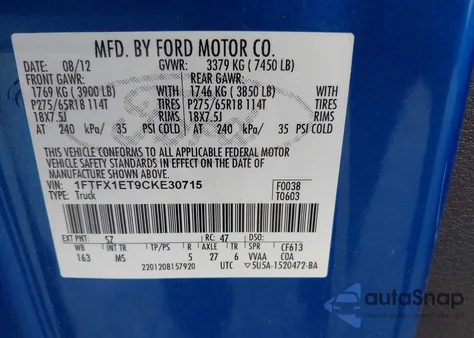 MFD. BY FORD MOTOR CO.
DATE: 08/12 GVWR: 3379 KG ( 7450 LB)
FRONT GAWR: REAR GAWR:
1769 KG ( 3900 LB) WITH 1746 KG ( 3850 LB) WITH
P275/65R18 114T TIRES P275/65R18 114T TIRES
18X7.5J RIMS 18X7.5J RIMS
AT 240 kPa/ 35 PSI COLD AT 240 kPa/ 35 PSI COLD
THIS VEHICLE CONFORMS TO ALL APPLICABLE FEDERAL MOTOR
VEHICLE SAFETY STANDARDS IN EFFECT ON THE DATE OF
MANUFACTURE SHOWN ABOVE.
VIN: 1FTFX1ET9CKE30715 F0038
TYPE: Truck T0603
EXT PNT: S7 RC: 47 DSO:
WB INT TR TP/PS R AXLE TR SPR CF613
163 MS 5 27 6 VVAA COA
2201208157920 UTC 5USA-1520472-BA
Ford
autoSnap